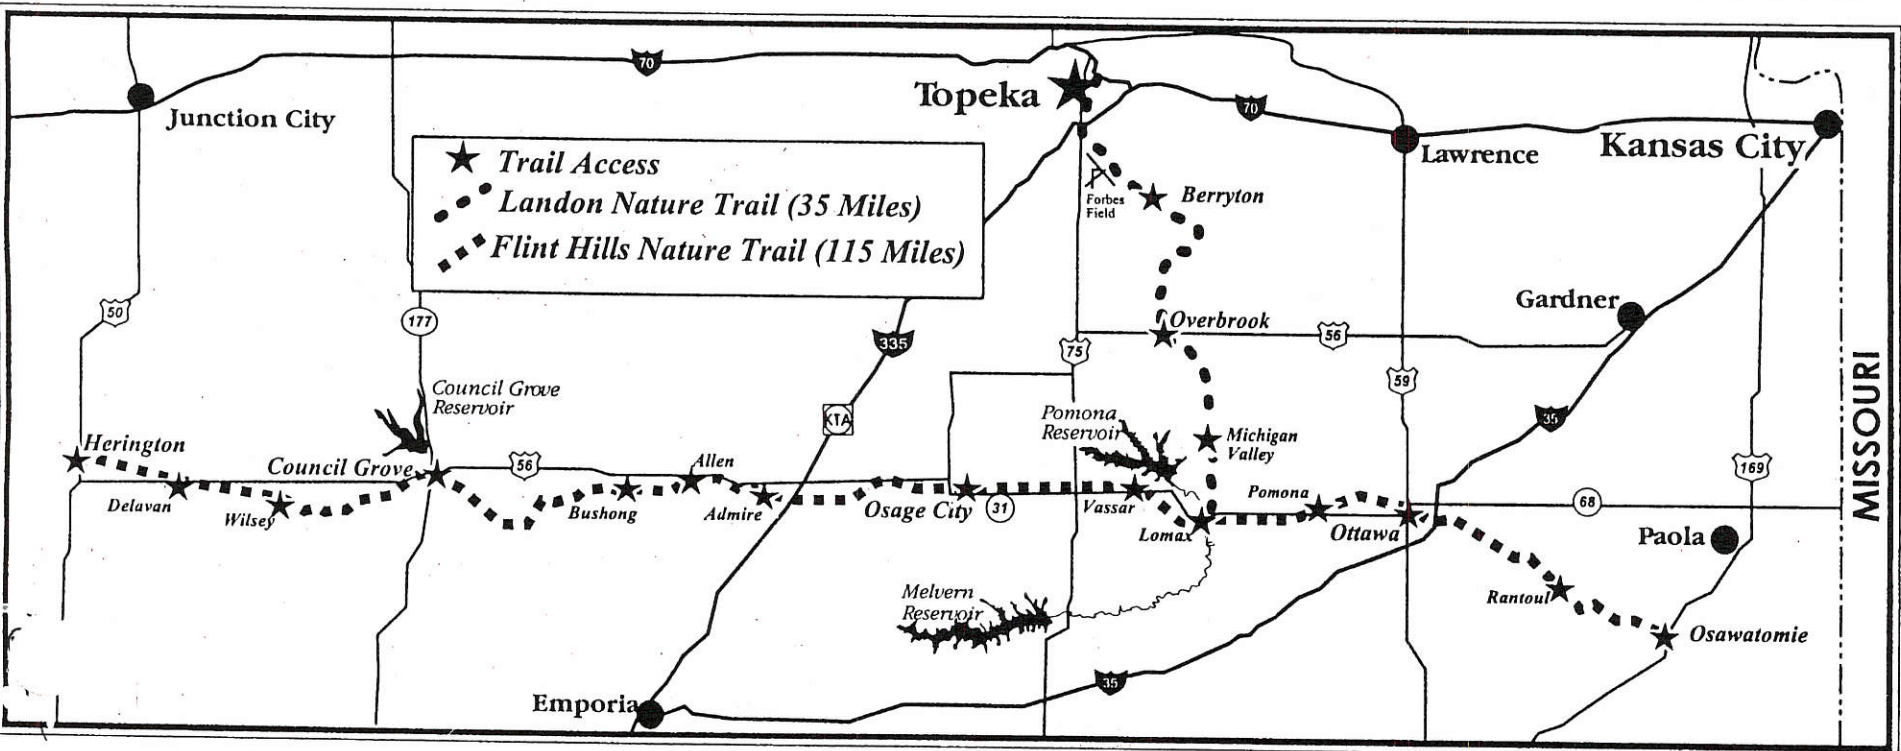 70
Topeka
70
Junction City
Lawrence
Kansas City
Trail Access
Landon Nature Trail (35 Miles)
Flint Hills Nature Trail (115 Miles)
Forbes
Field
Berryton
50
177
335
Overbrook
56
Gardner
75
59
KTA
Council Grove
Reservoir
Pomona
Reservoir
Michigan
Valley
35
MISSOURI
Herington
Council Grove
56
Allen
169
Delavan
Wilsey
Bushong
Admire
Osage City
31
Vassar
Lomax
Pomona
Ottawa
68
Paola
Melvern
Reservoir
Rantoul
Osawatomie
Emporia
35